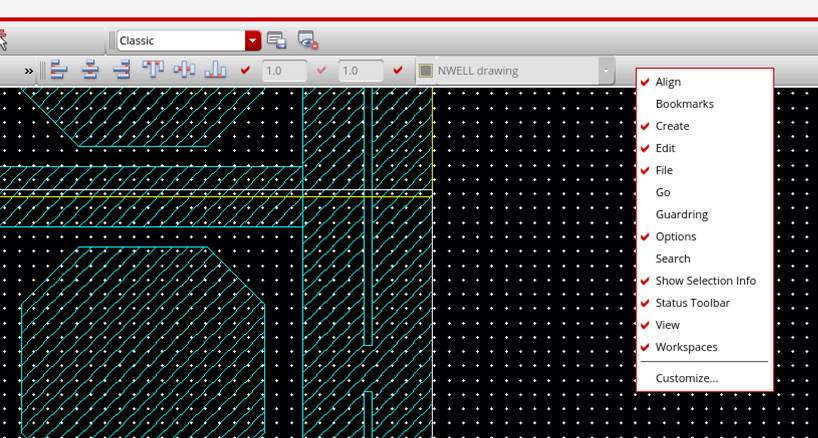 Classic
»
1.0
1.0
NWELL drawing
Align
Bookmarks
Create
Edit
File
Go
Guardring
Options
Search
Show Selection Info
Status Toolbar
View
Workspaces
Customize...